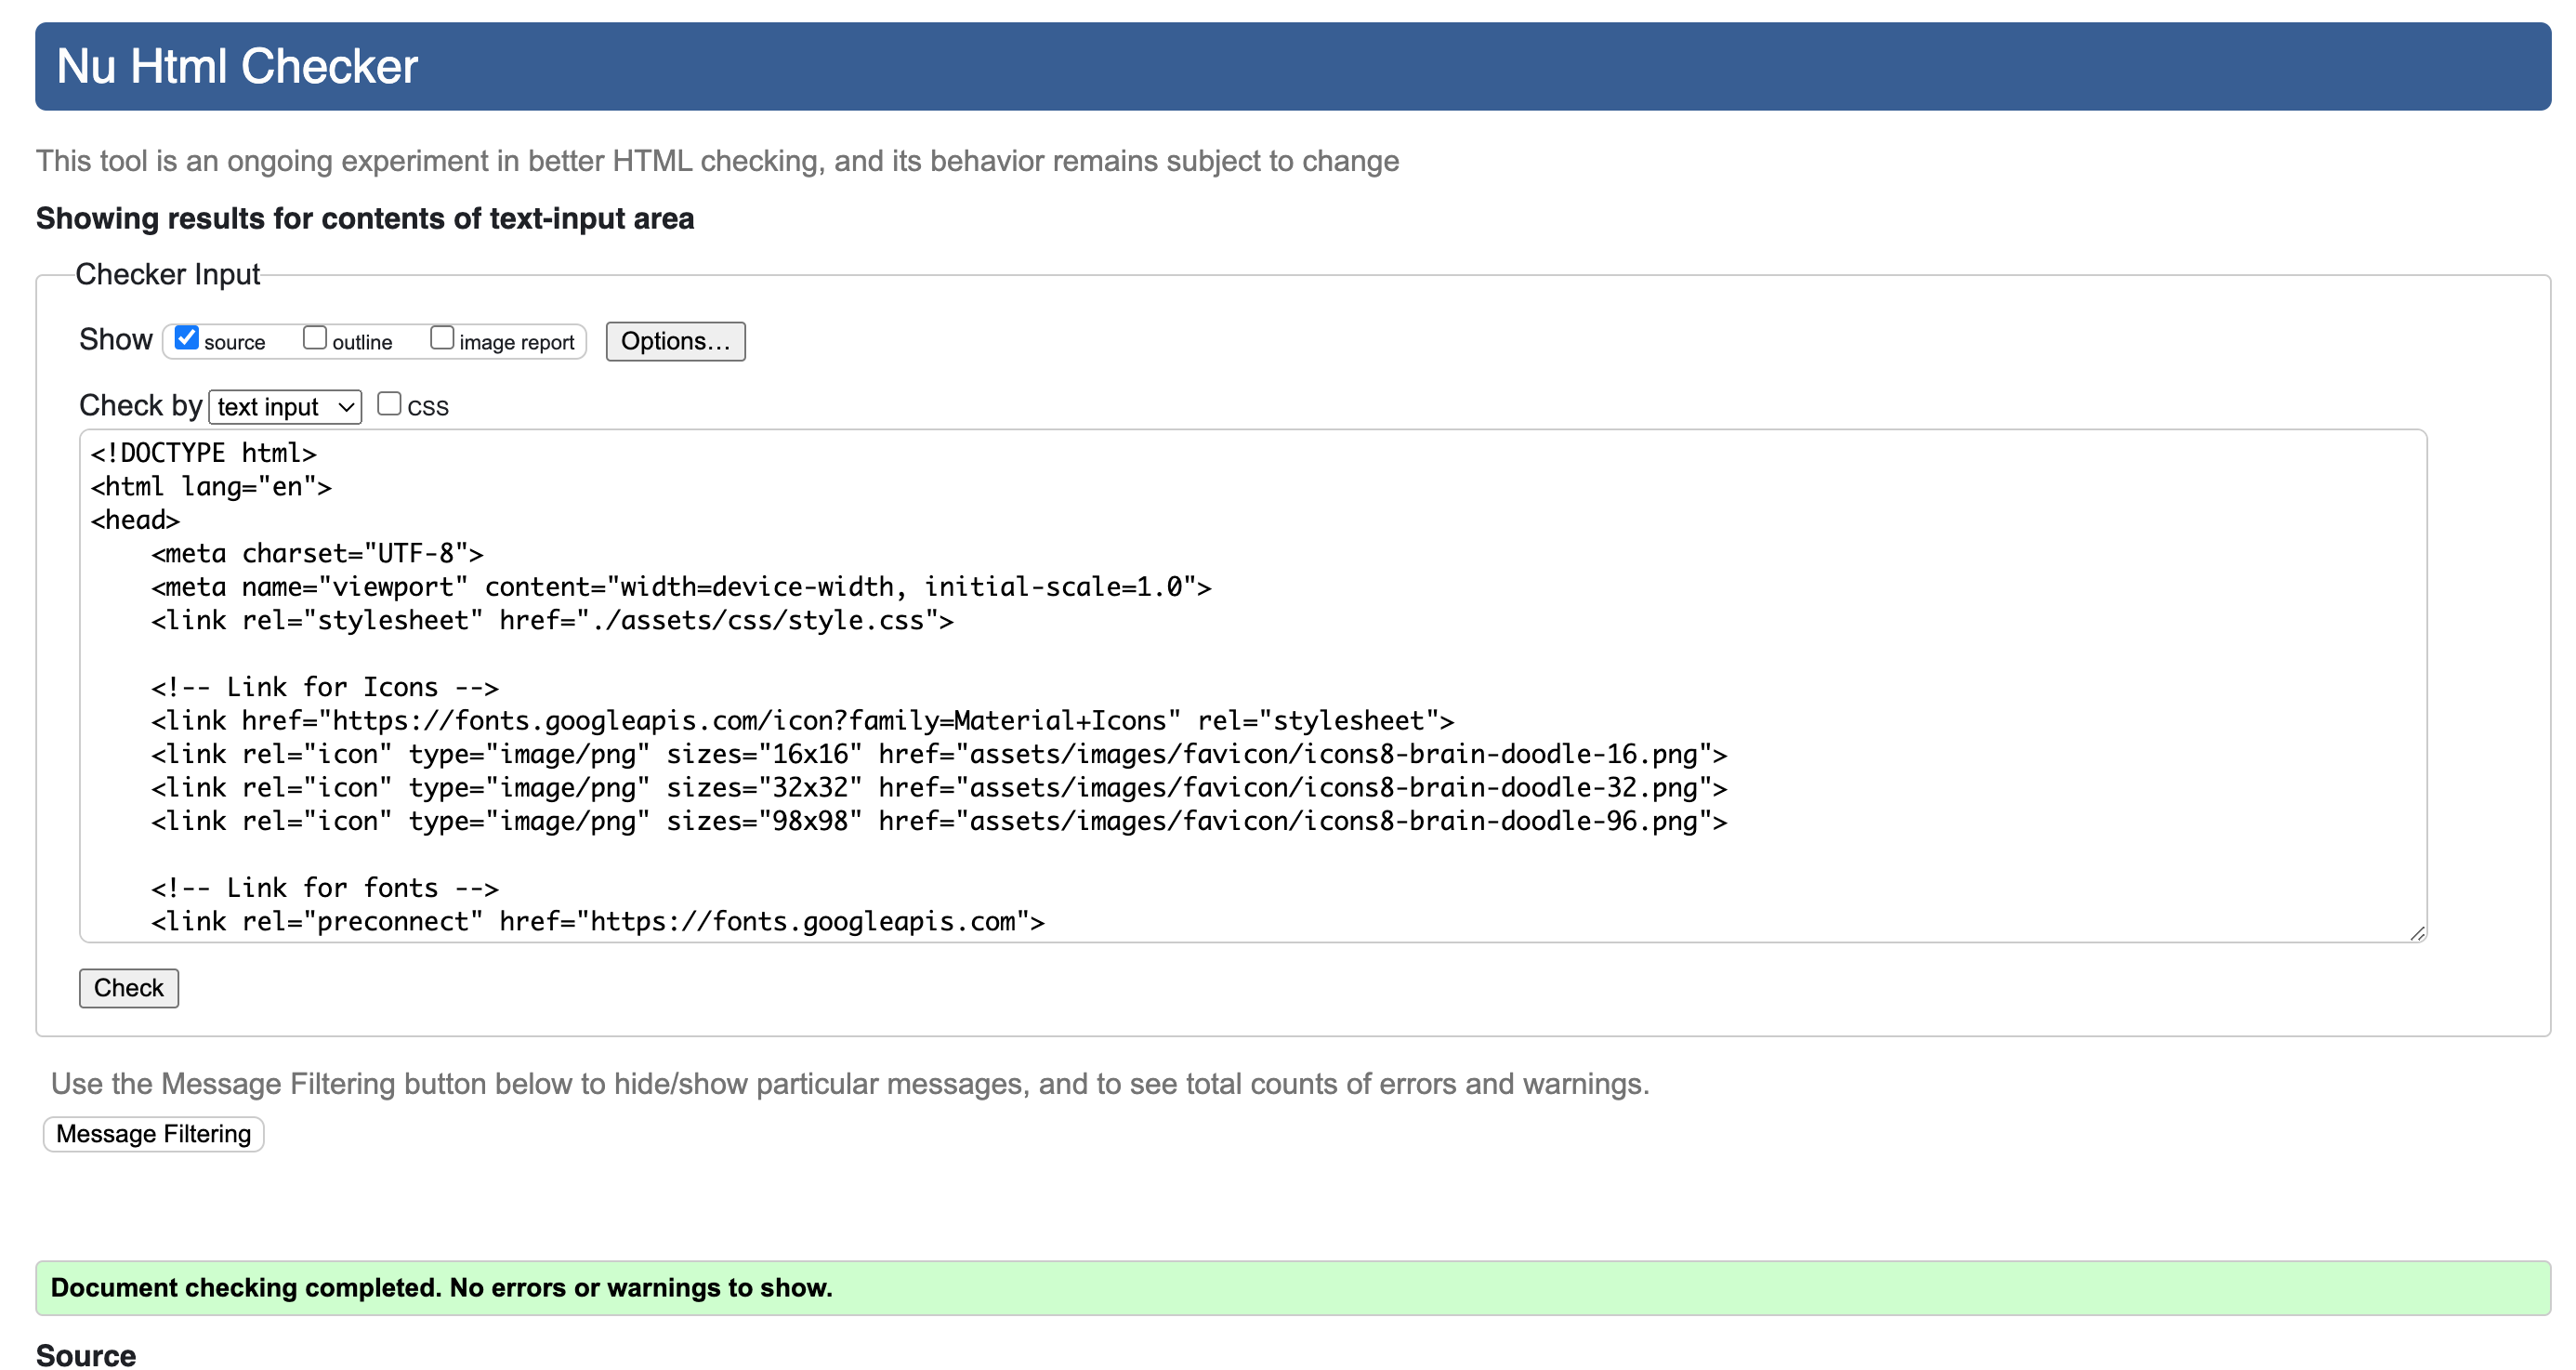 Nu Html Checker
This tool is an ongoing experiment in better HTML checking, and its behavior remains subject to change
Showing results for contents of text-input area
Checker Input
Show source outline image report Options...
Check by text input CSS
<!DOCTYPE html>
<html lang="en">
<head>
    <meta charset="UTF-8">
    <meta name="viewport" content="width=device-width, initial-scale=1.0">
    <link rel="stylesheet" href="./assets/css/style.css">
    <!-- Link for Icons -->
    <link href="https://fonts.googleapis.com/icon?family=Material+Icons" rel="stylesheet">
    <link rel="icon" type="image/png" sizes="16x16" href="assets/images/favicon/icons8-brain-doodle-16.png">
    <link rel="icon" type="image/png" sizes="32x32" href="assets/images/favicon/icons8-brain-doodle-32.png">
    <link rel="icon" type="image/png" sizes="98x98" href="assets/images/favicon/icons8-brain-doodle-96.png">
    <!-- Link for fonts -->
    <link rel="preconnect" href="https://fonts.googleapis.com">
Check
Use the Message Filtering button below to hide/show particular messages, and to see total counts of errors and warnings.
Message Filtering
Document checking completed. No errors or warnings to show.
Source